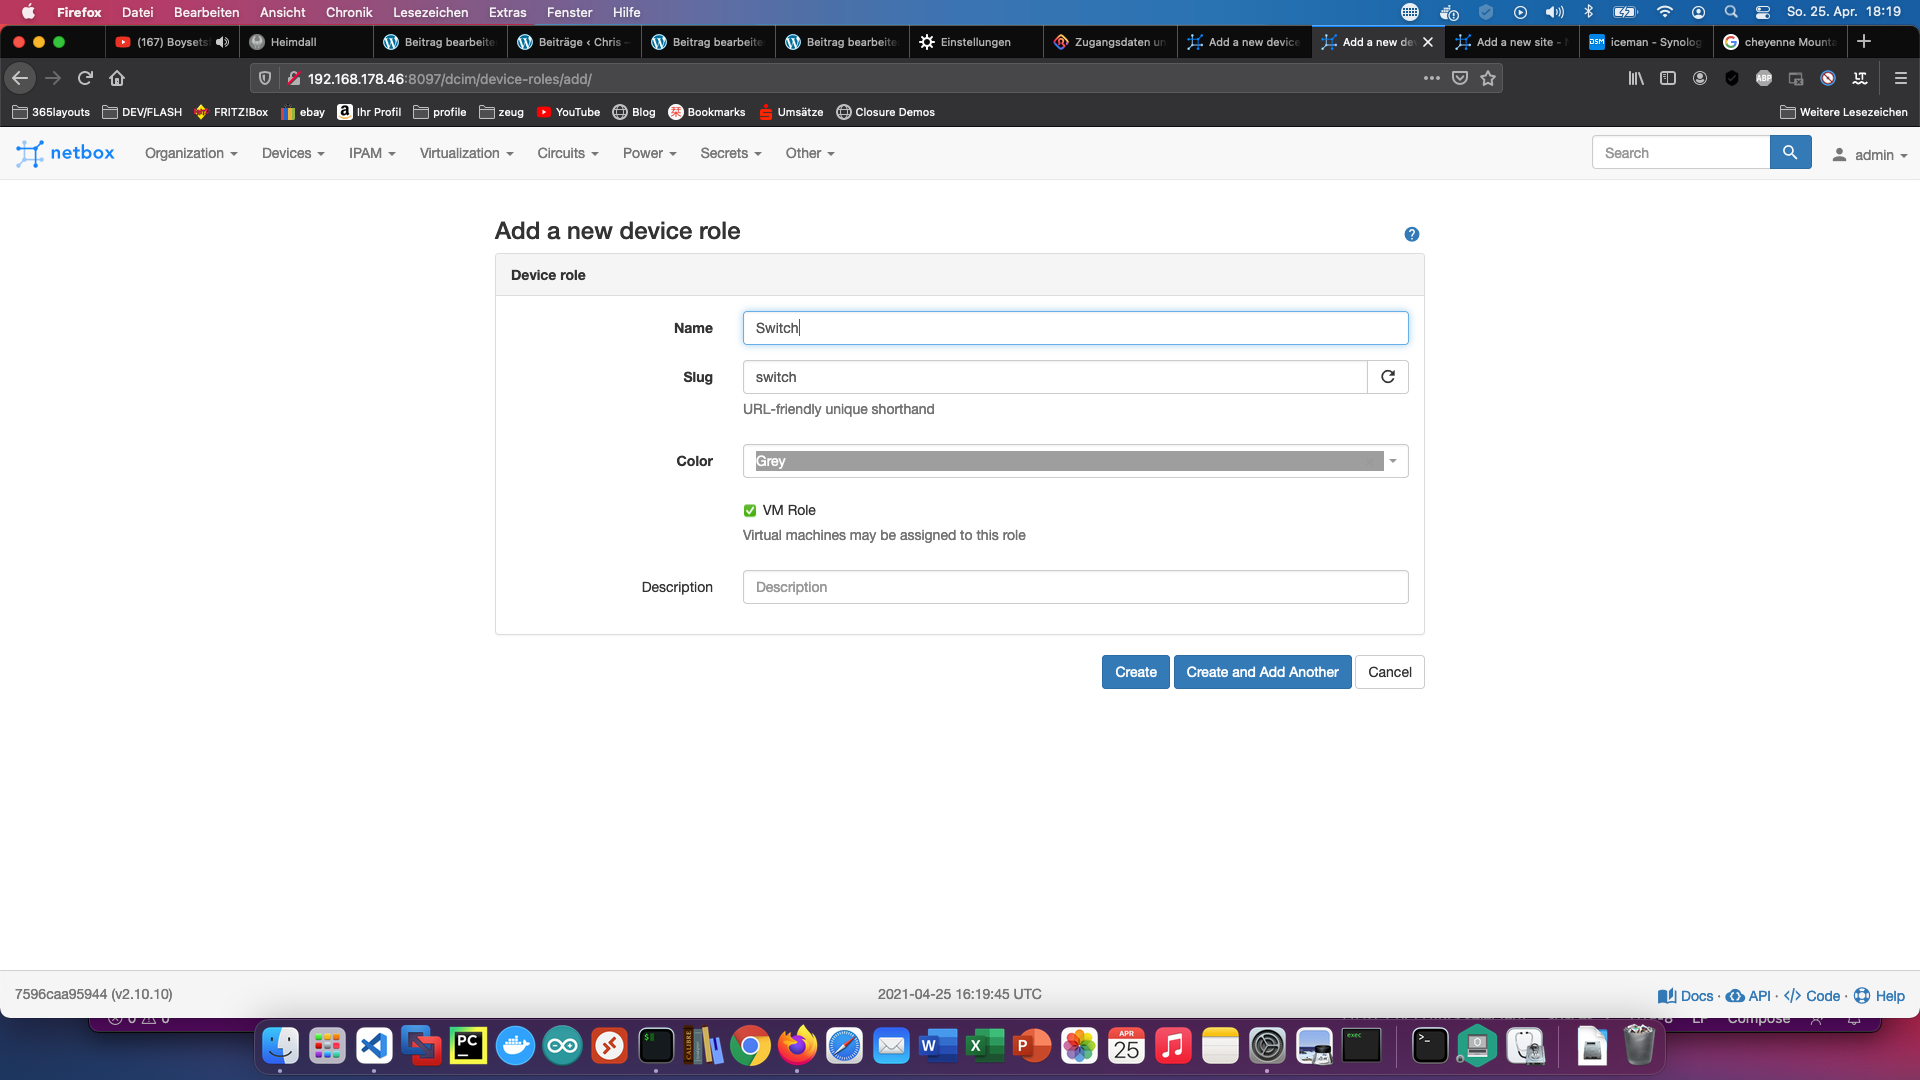 Firefox Datei Bearbeiten Ansicht Chronik Lesezeichen Extras Fenster Hilfe So. 25. Apr. 18:19
(167) Boysets Heimdall Beitrag bearbeite Beiträge ‹ Chris – Beitrag bearbeite Beitrag bearbeite Einstellungen Zugangsdaten un Add a new device Add a new de Add a new site - iceman - Synolog cheyenne Mounta
192.168.178.46:8097/dcim/device-roles/add/
365layouts DEV/FLASH FRITZ!Box ebay Ihr Profil profile zeug YouTube Blog Bookmarks Umsätze Closure Demos Weitere Lesezeichen
netbox Organization Devices IPAM Virtualization Circuits Power Secrets Other Search admin
Add a new device role
Device role
Name Switch
Slug switch
URL-friendly unique shorthand
Color Grey
VM Role
Virtual machines may be assigned to this role
Description Description
Create Create and Add Another Cancel
7596caa95944 (v2.10.10) 2021-04-25 16:19:45 UTC Docs · API · Code · Help
Compose
APR
25